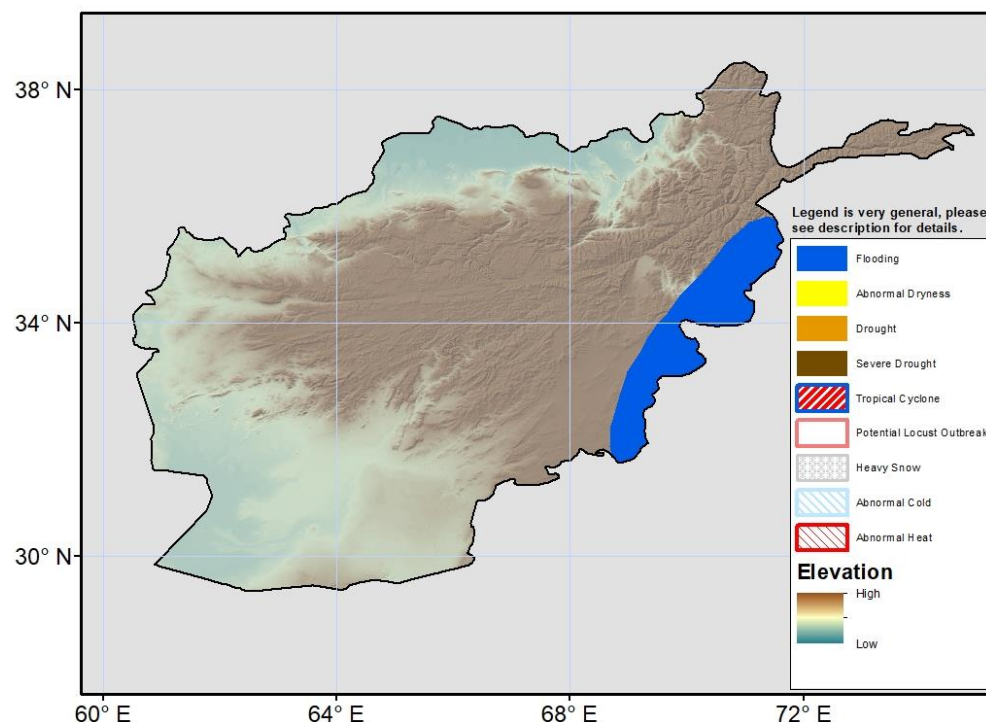 38° N
34° N
30° N
60° E
64° E
68° E
72° E
Legend is very general, please
see description for details.
Flooding
Abnormal Dryness
Drought
Severe Drought
Tropical Cyclone
Potential Locust Outbreak
Heavy Snow
Abnormal Cold
Abnormal Heat
Elevation
High
Low